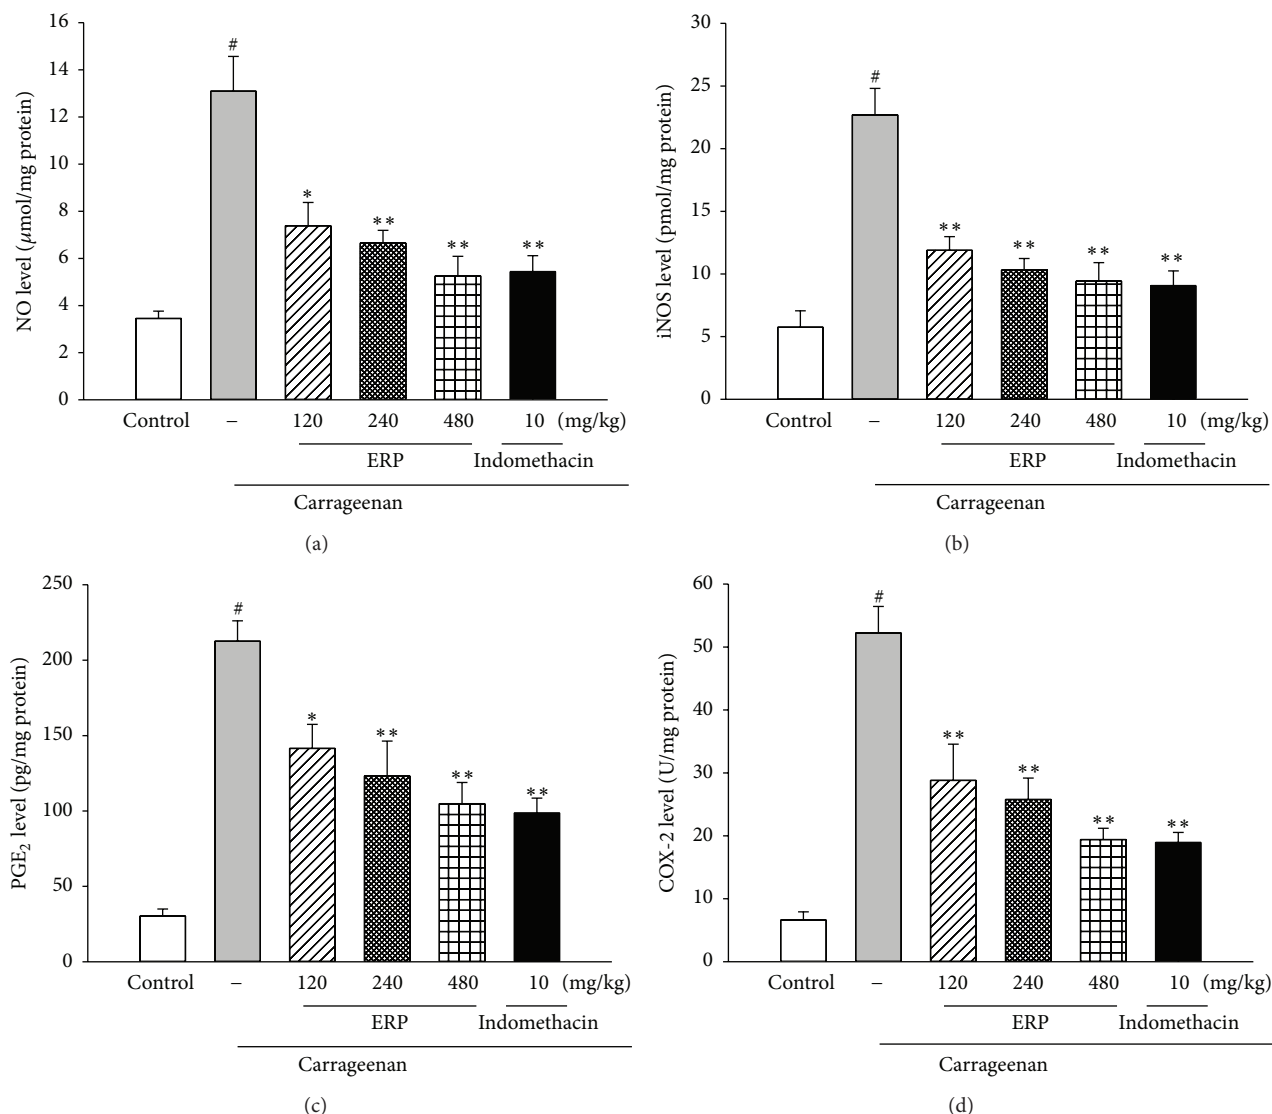 16
14
12
10
8
6
4
2
0
NO level (μmol/mg protein)
#
*
**
**
**
Control – 120 240 480 10 (mg/kg)
ERP Indomethacin
Carrageenan
(a)
30
25
20
15
10
5
0
iNOS level (pmol/mg protein)
#
**
**
**
**
Control – 120 240 480 10 (mg/kg)
ERP Indomethacin
Carrageenan
(b)
250
200
150
100
50
0
PGE₂ level (pg/mg protein)
#
*
**
**
**
Control – 120 240 480 10 (mg/kg)
ERP Indomethacin
Carrageenan
(c)
60
50
40
30
20
10
0
COX-2 level (U/mg protein)
#
**
**
**
**
Control – 120 240 480 10 (mg/kg)
ERP Indomethacin
Carrageenan
(d)